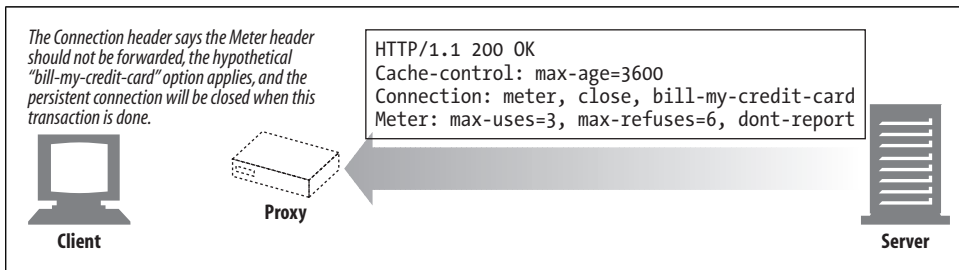 The Connection header says the Meter header
should not be forwarded, the hypothetical
“bill-my-credit-card” option applies, and the
persistent connection will be closed when this
transaction is done.
HTTP/1.1 200 OK
Cache-control: max-age=3600
Connection: meter, close, bill-my-credit-card
Meter: max-uses=3, max-refuses=6, dont-report
Client
Proxy
Server